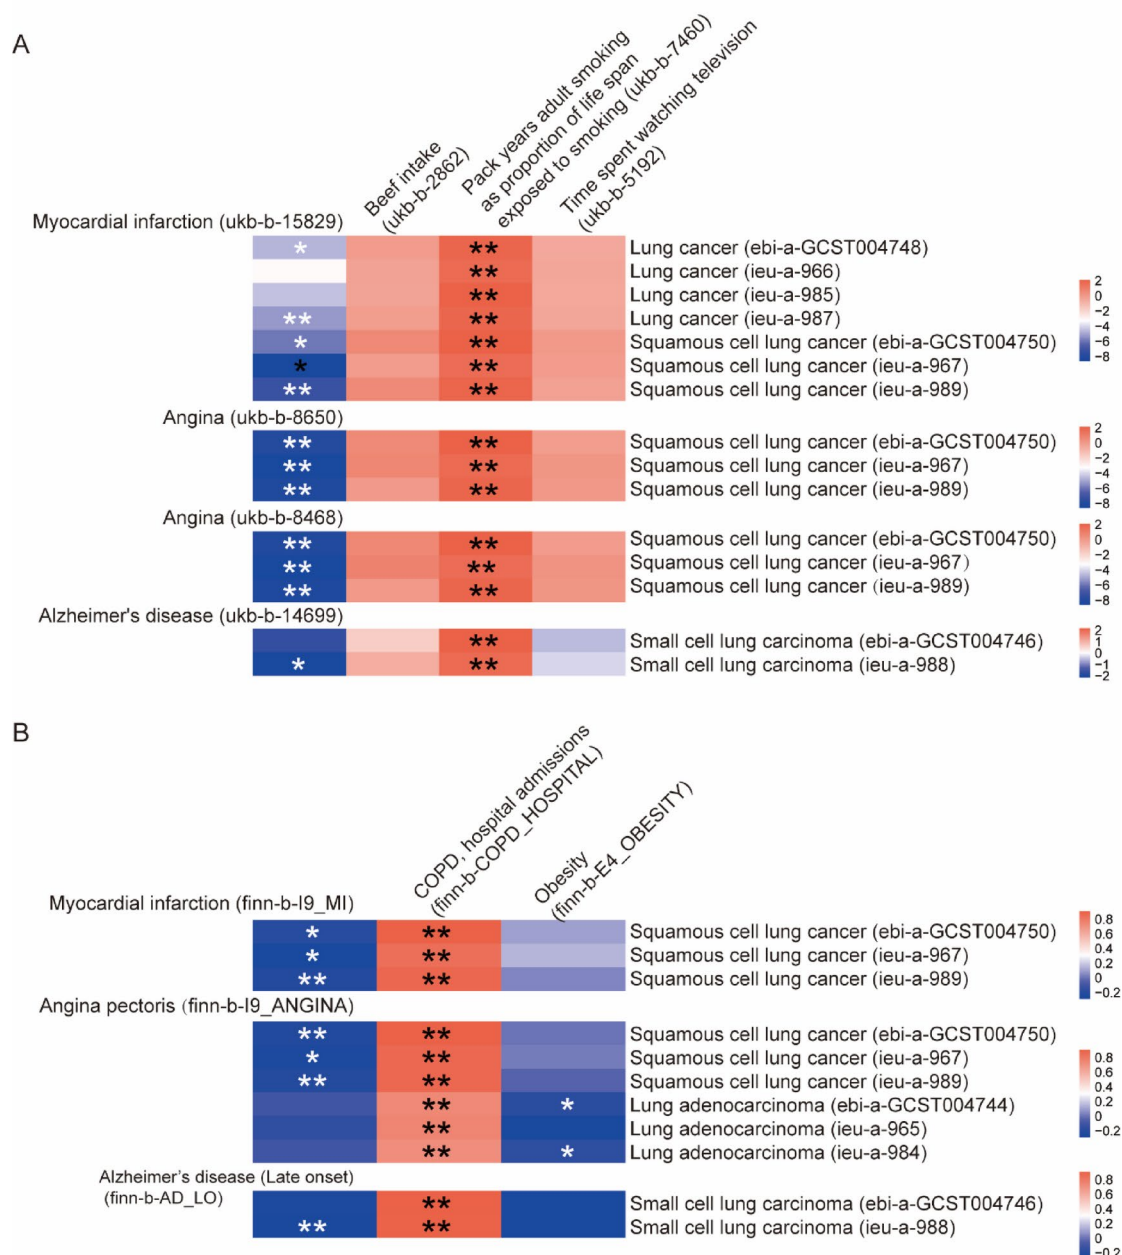 A
Beef intake
(ukb-b-2862)
Pack years adult smoking
as proportion of life span
exposed to smoking (ukb-b-7460)
Time spent watching television
(ukb-b-5192)
Myocardial infarction (ukb-b-15829)
* ** Lung cancer (ebi-a-GCST004748)
** Lung cancer (ieu-a-966)
** Lung cancer (ieu-a-985)
** ** Lung cancer (ieu-a-987)
* ** Squamous cell lung cancer (ebi-a-GCST004750)
* ** Squamous cell lung cancer (ieu-a-967)
** ** Squamous cell lung cancer (ieu-a-989)
2
0
−2
−4
−6
−8
Angina (ukb-b-8650)
** ** Squamous cell lung cancer (ebi-a-GCST004750)
** ** Squamous cell lung cancer (ieu-a-967)
** ** Squamous cell lung cancer (ieu-a-989)
2
0
−2
−4
−6
−8
Angina (ukb-b-8468)
** ** Squamous cell lung cancer (ebi-a-GCST004750)
** ** Squamous cell lung cancer (ieu-a-967)
** ** Squamous cell lung cancer (ieu-a-989)
2
0
−2
−4
−6
−8
Alzheimer's disease (ukb-b-14699)
** Small cell lung carcinoma (ebi-a-GCST004746)
* ** Small cell lung carcinoma (ieu-a-988)
2
1
0
−1
−2
B
COPD, hospital admissions
(finn-b-COPD_HOSPITAL)
Obesity
(finn-b-E4_OBESITY)
Myocardial infarction (finn-b-I9_MI)
* ** Squamous cell lung cancer (ebi-a-GCST004750)
* ** Squamous cell lung cancer (ieu-a-967)
** ** Squamous cell lung cancer (ieu-a-989)
0.8
0.6
0.4
0.2
0
−0.2
Angina pectoris (finn-b-I9_ANGINA)
** ** Squamous cell lung cancer (ebi-a-GCST004750)
* ** Squamous cell lung cancer (ieu-a-967)
** ** Squamous cell lung cancer (ieu-a-989)
** * Lung adenocarcinoma (ebi-a-GCST004744)
** Lung adenocarcinoma (ieu-a-965)
** * Lung adenocarcinoma (ieu-a-984)
0.8
0.6
0.4
0.2
0
−0.2
Alzheimer's disease (Late onset)
(finn-b-AD_LO)
** Small cell lung carcinoma (ebi-a-GCST004746)
** ** Small cell lung carcinoma (ieu-a-988)
0.8
0.6
0.4
0.2
0
−0.2